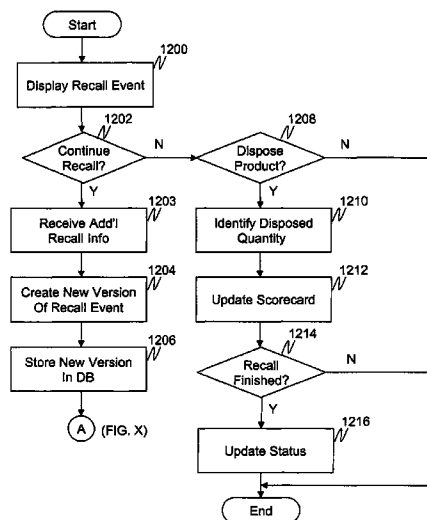 Start
1200
Display Recall Event
1202
Continue
Recall?
N
Y
1203
Receive Add'l
Recall Info
1204
Create New Version
Of Recall Event
1206
Store New Version
In DB
A
(FIG. X)
1208
Dispose
Product?
N
Y
1210
Identify Disposed
Quantity
1212
Update Scorecard
1214
Recall
Finished?
N
Y
1216
Update Status
End